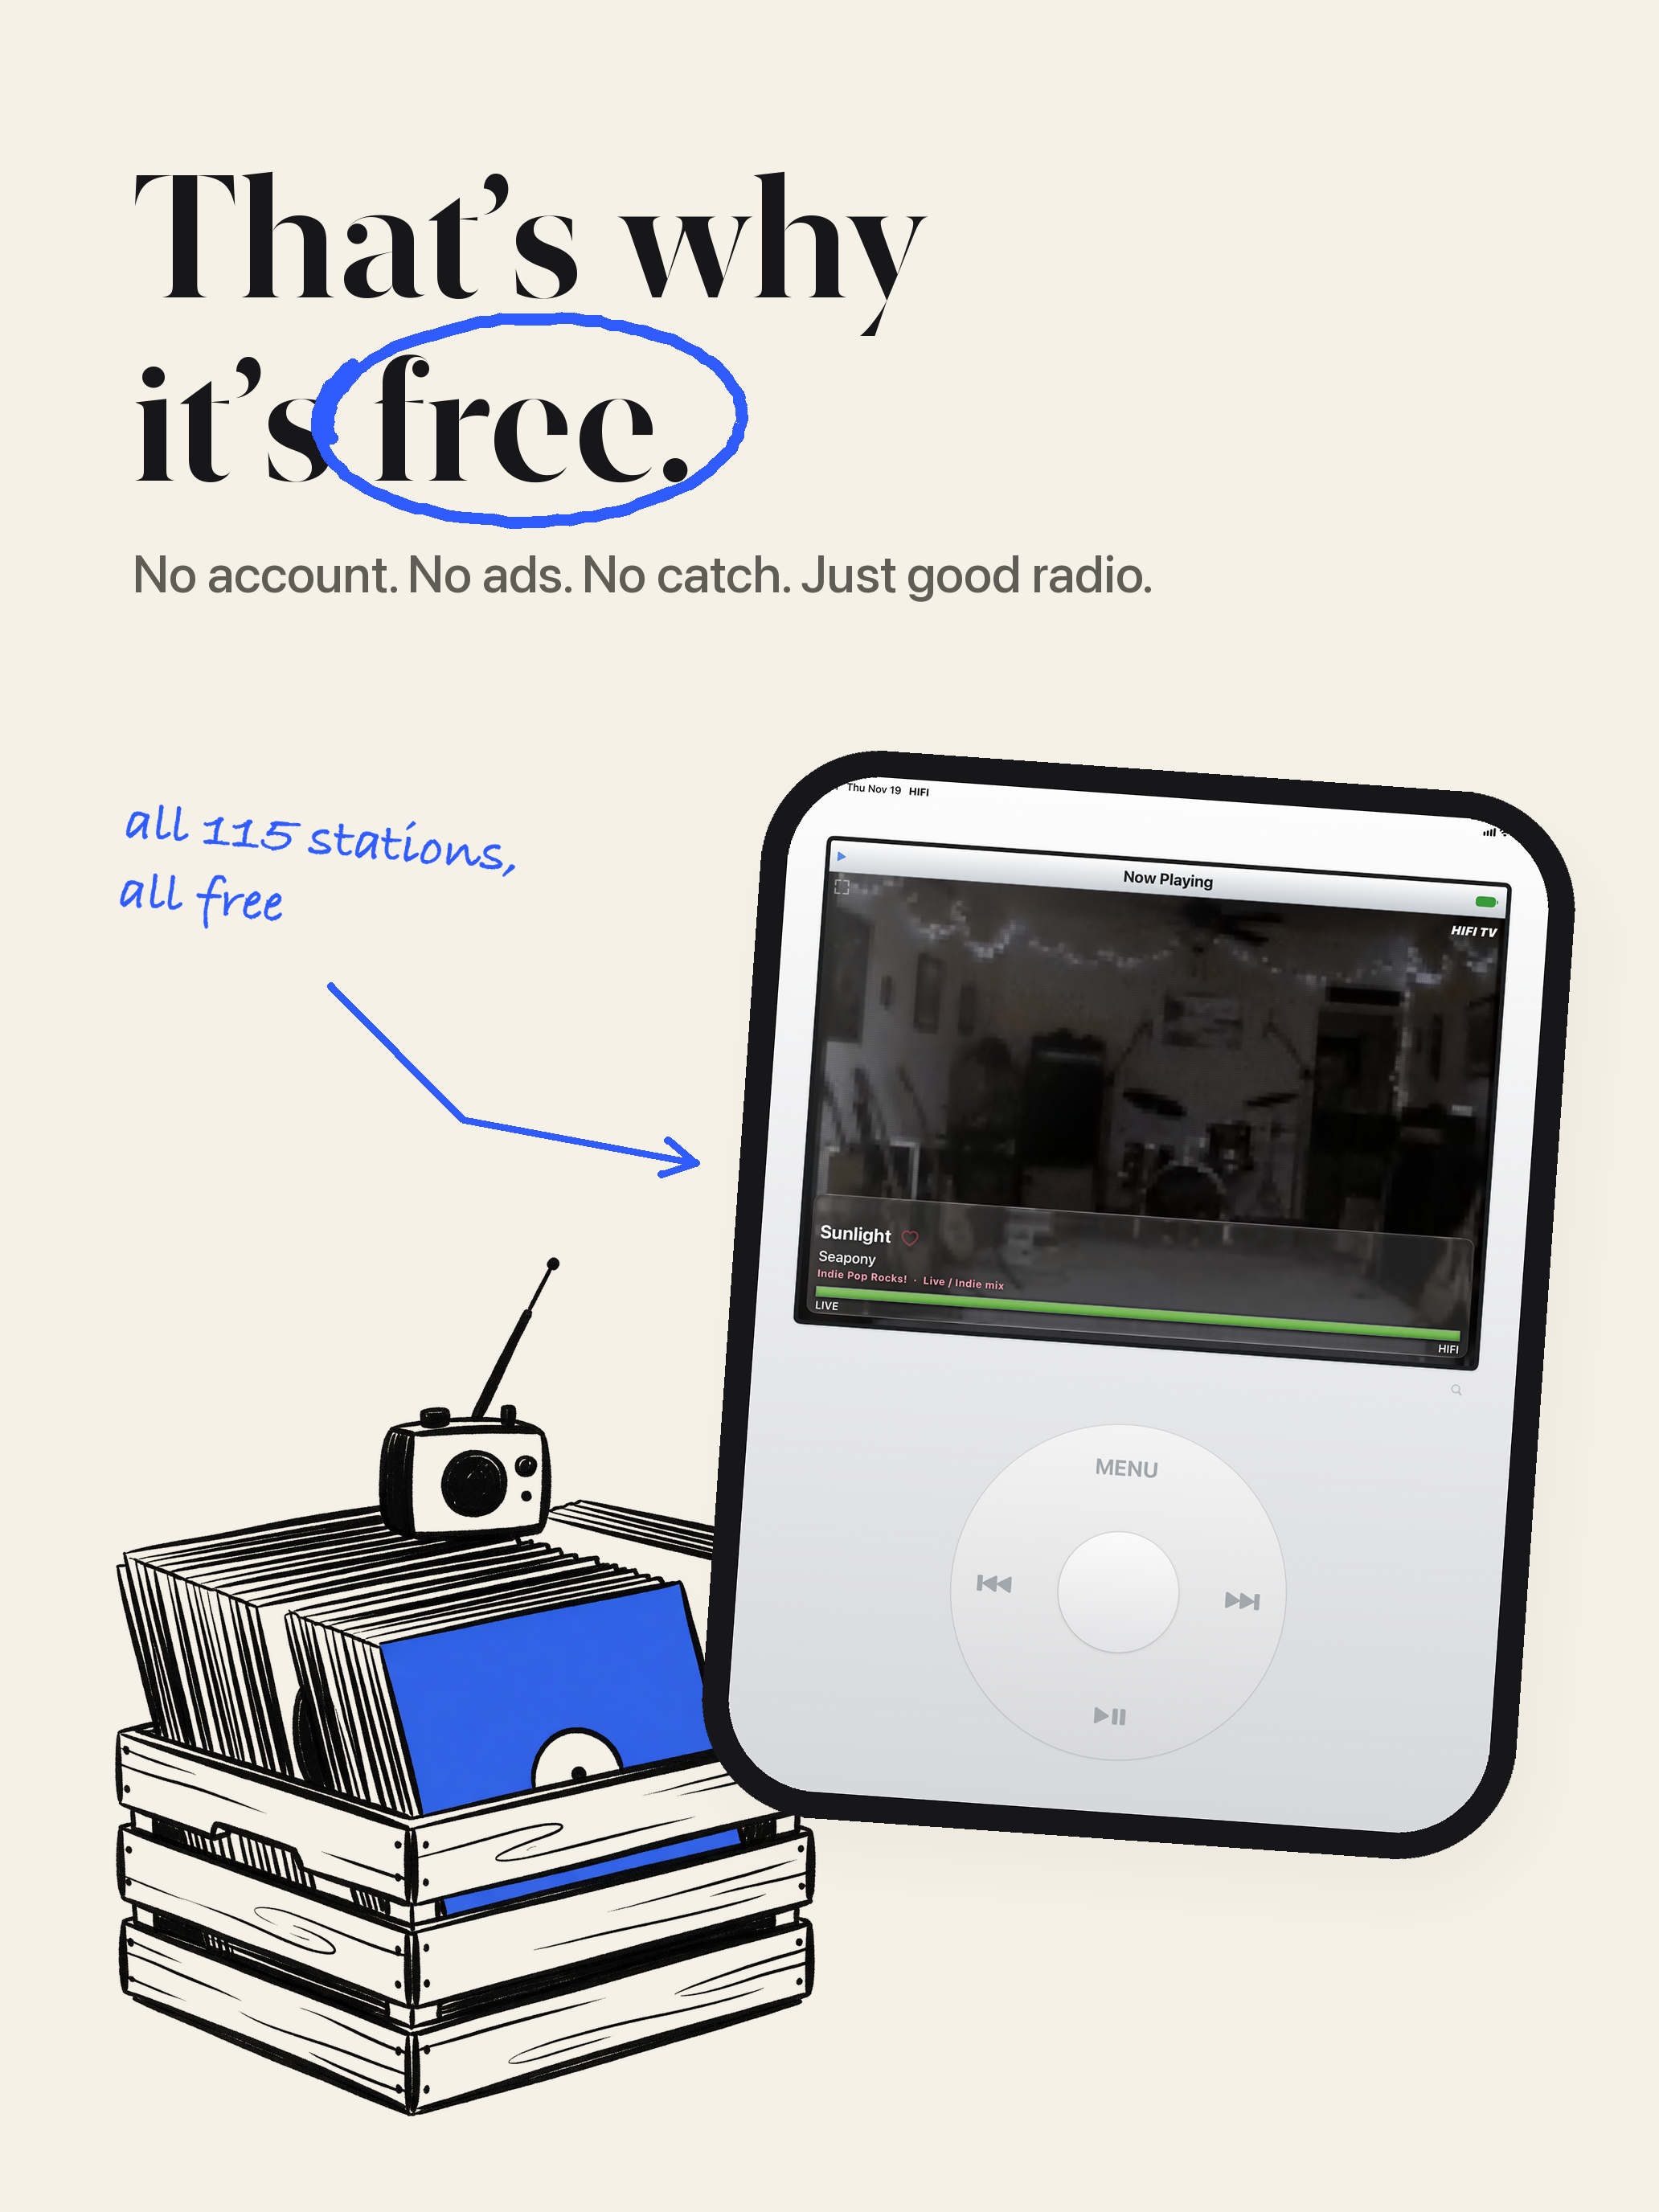 That’s why
it’s free.
No account. No ads. No catch. Just good radio.
all 115 stations,
all free
Thu Nov 19 HIFI
Now Playing
HIFI TV
Sunlight
Seapony
Indie Pop Rocks! · Live / Indie mix
LIVE
HIFI
MENU